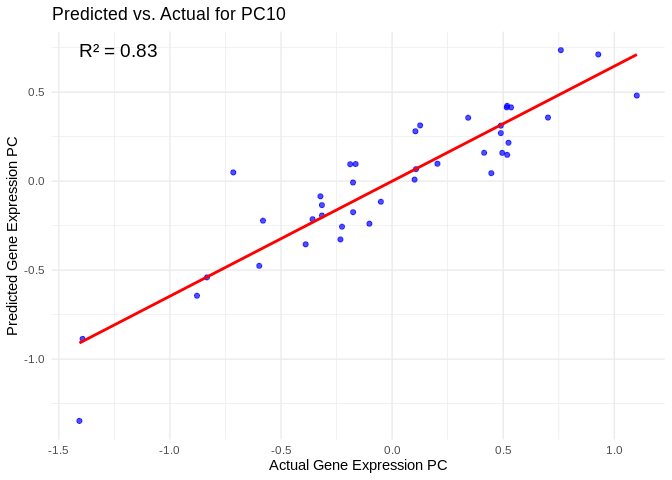 Predicted vs. Actual for PC10
R² = 0.83
Predicted Gene Expression PC
0.5
0.0
-0.5
-1.0
-1.5 -1.0 -0.5 0.0 0.5 1.0
Actual Gene Expression PC